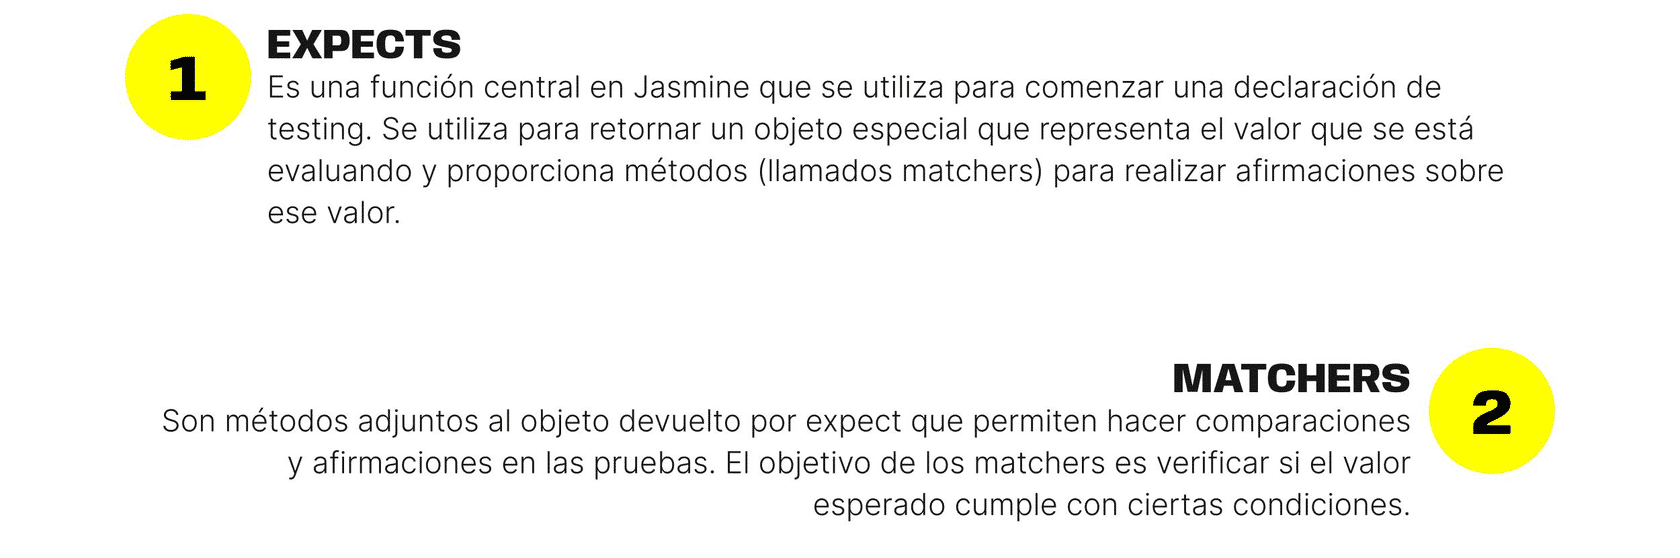 1
EXPECTS
Es una función central en Jasmine que se utiliza para comenzar una declaración de
testing. Se utiliza para retornar un objeto especial que representa el valor que se está
evaluando y proporciona métodos (llamados matchers) para realizar afirmaciones sobre
ese valor.
MATCHERS
2
Son métodos adjuntos al objeto devuelto por expect que permiten hacer comparaciones
y afirmaciones en las pruebas. El objetivo de los matchers es verificar si el valor
esperado cumple con ciertas condiciones.